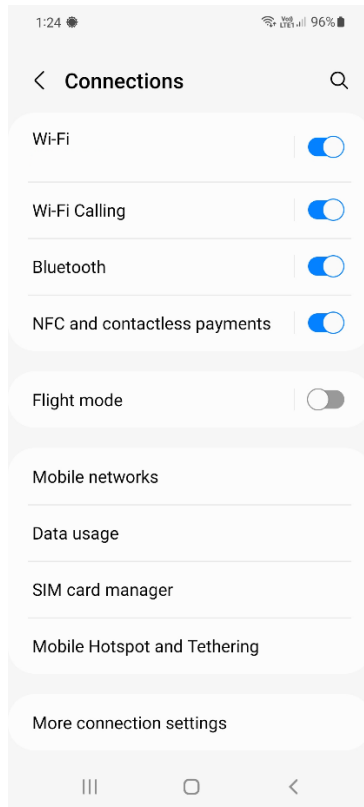 1:24 96%
Connections
Wi-Fi
Wi-Fi Calling
Bluetooth
NFC and contactless payments
Flight mode
Mobile networks
Data usage
SIM card manager
Mobile Hotspot and Tethering
More connection settings